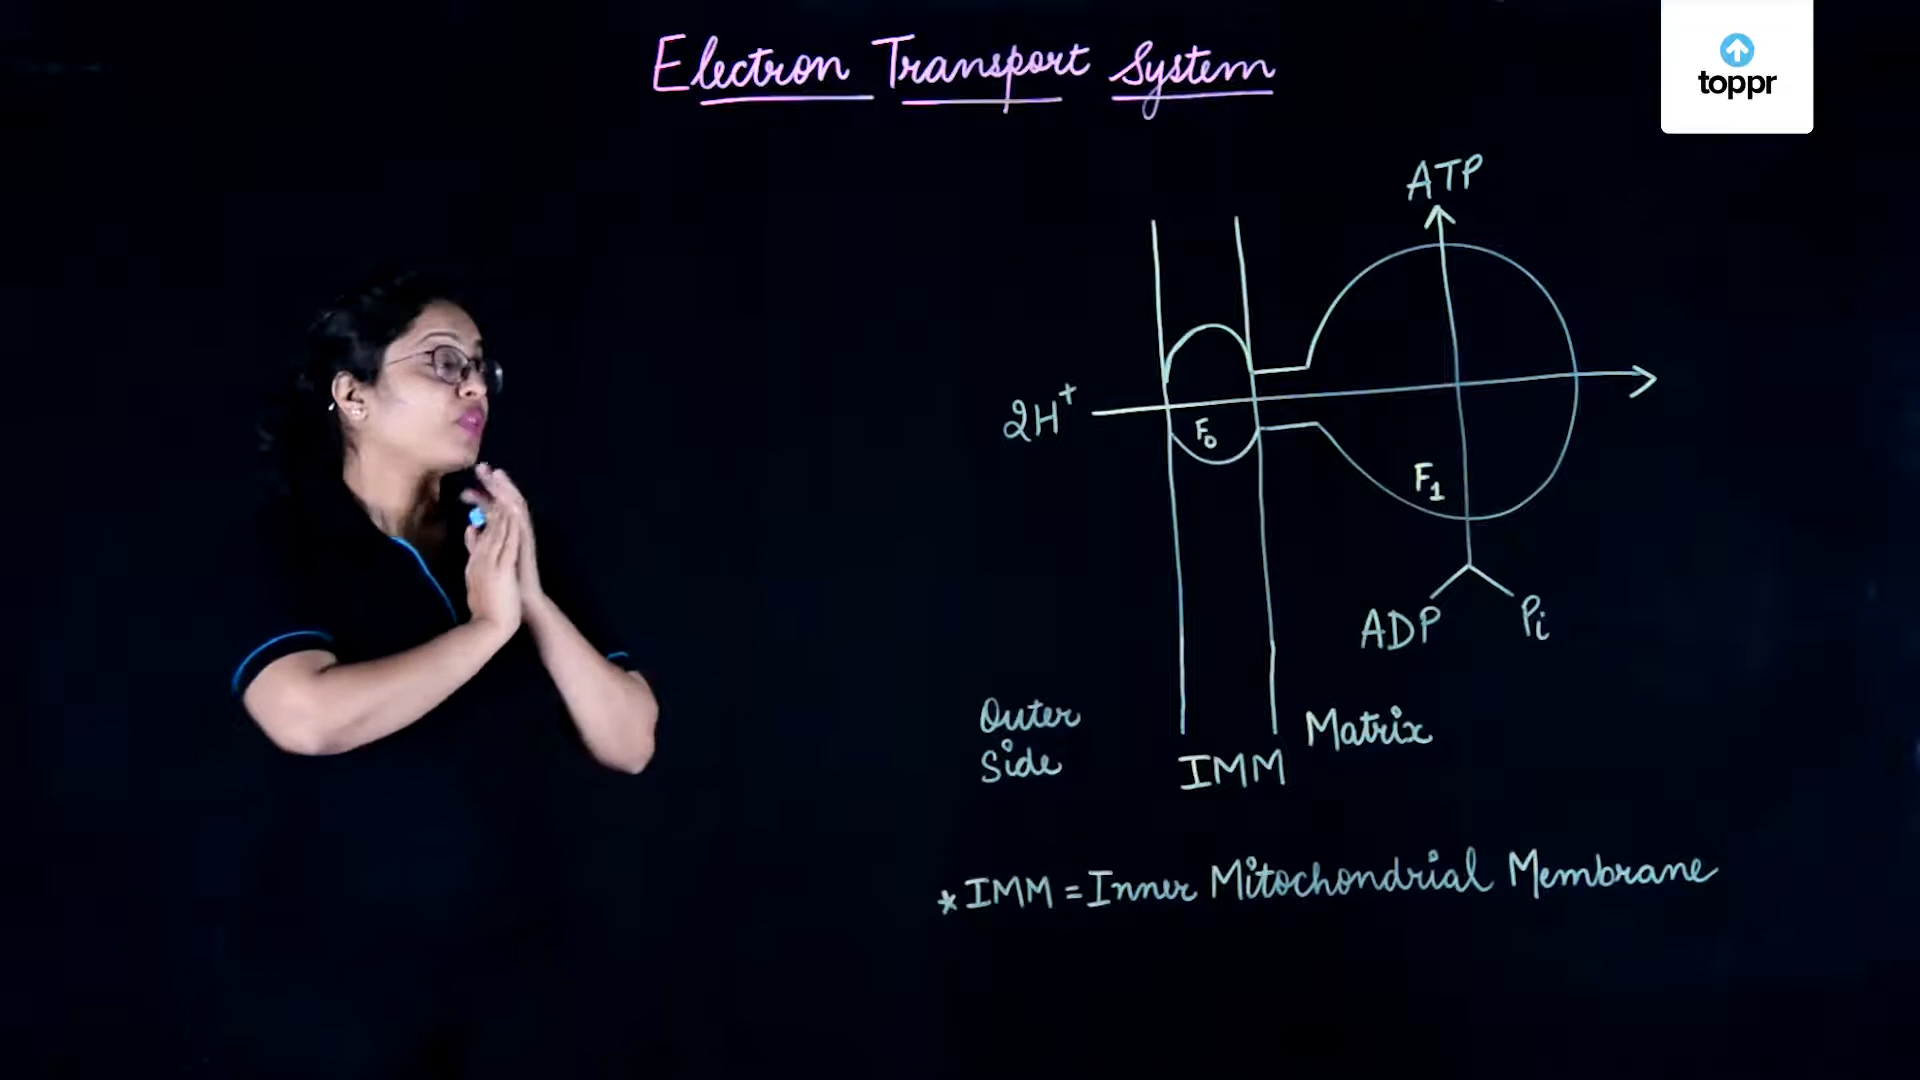 Electron Transport System
toppr
ATP
2H⁺
F₀
F₁
ADP
Pi
Outer
Side
IMM
Matrix
*IMM = Inner Mitochondrial Membrane